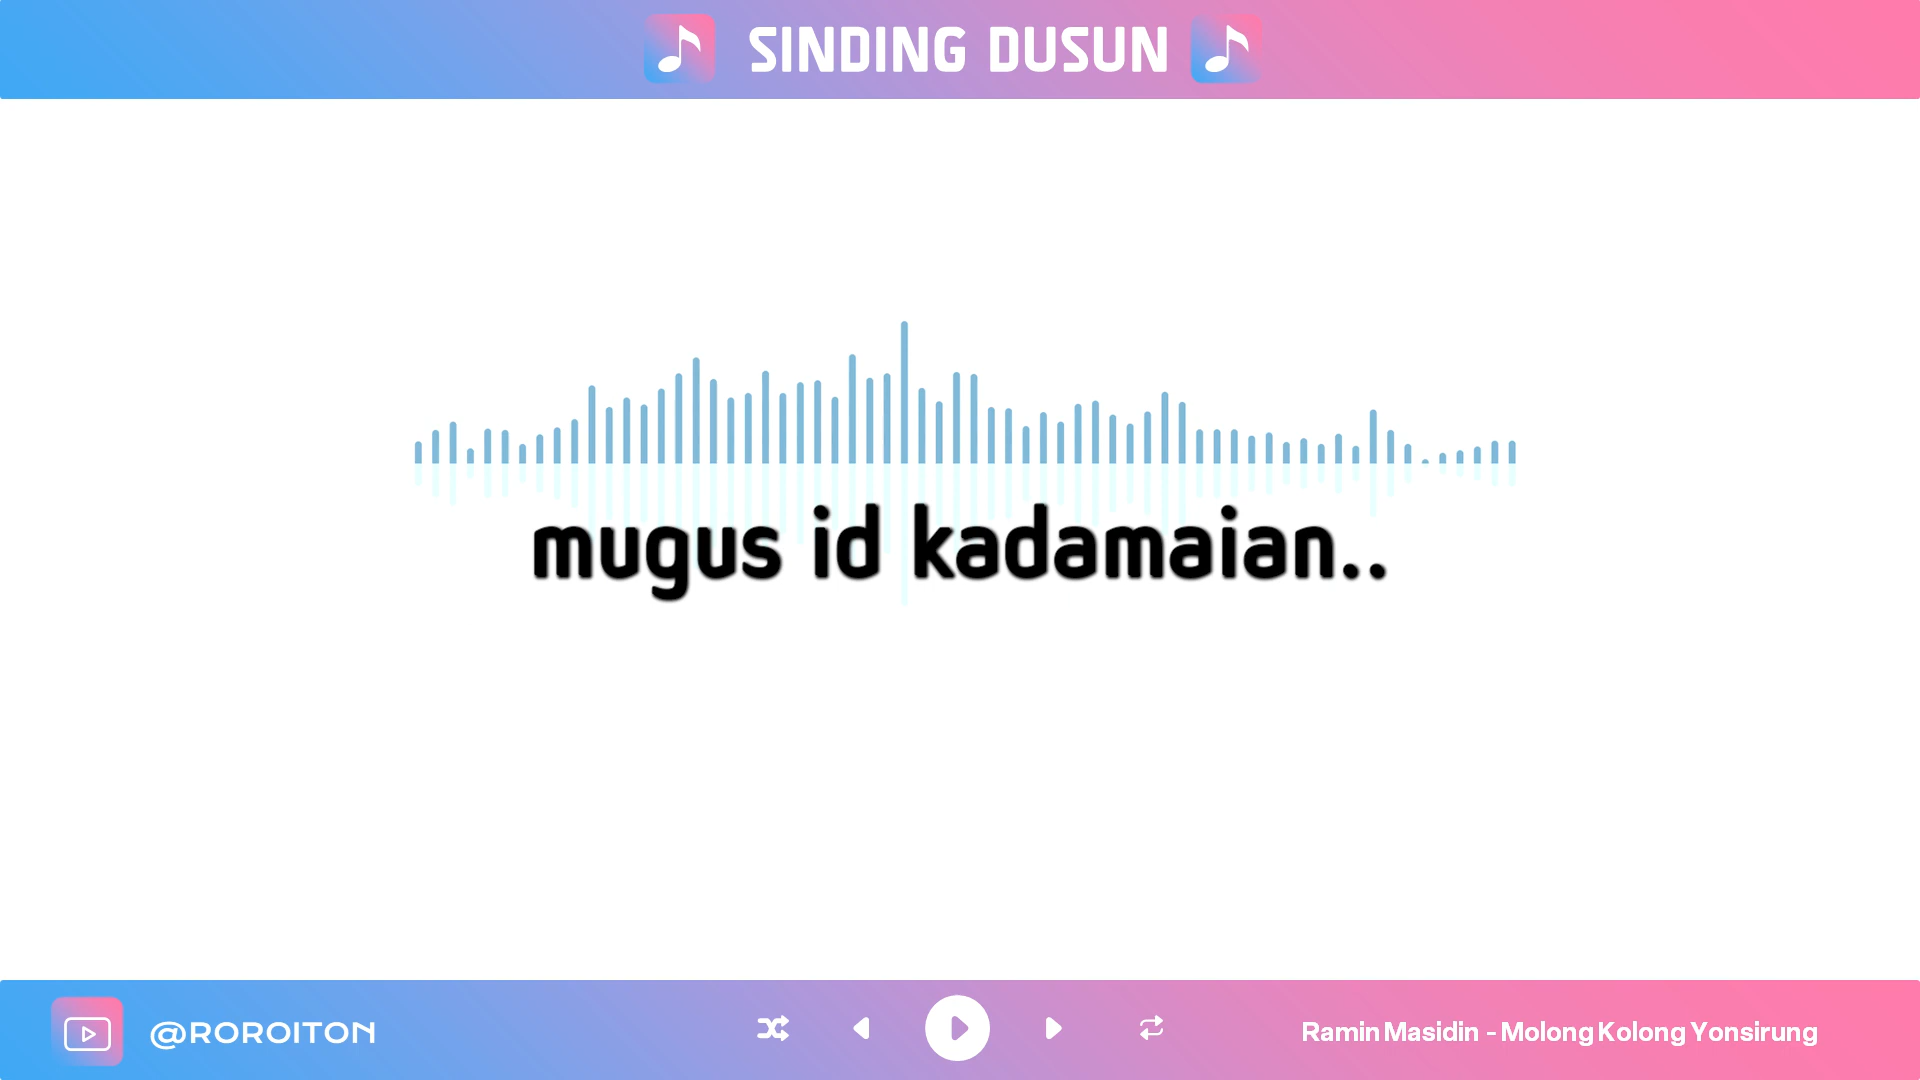 SINDING DUSUN
mugus id kadamaian..
@ROROITON
Ramin Masidin - Molong Kolong Yonsirung